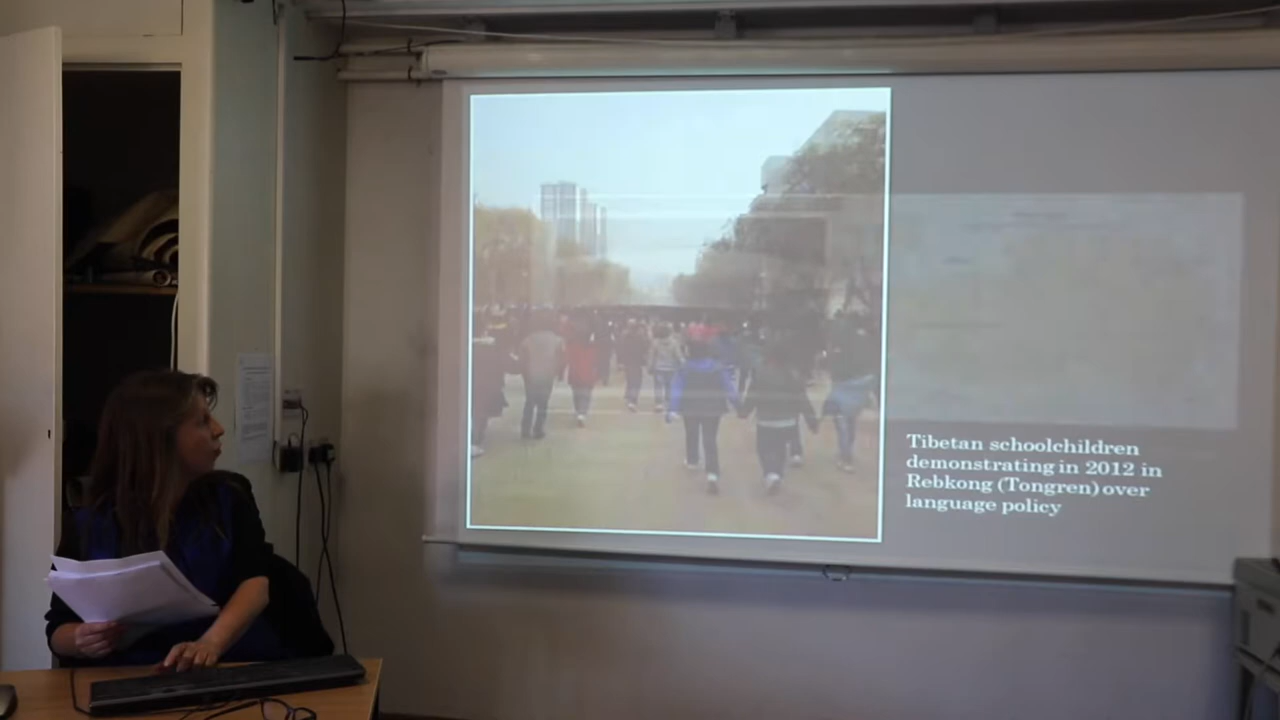 Tibetan schoolchildren
demonstrating in 2012 in
Rebkong (Tongren) over
language policy